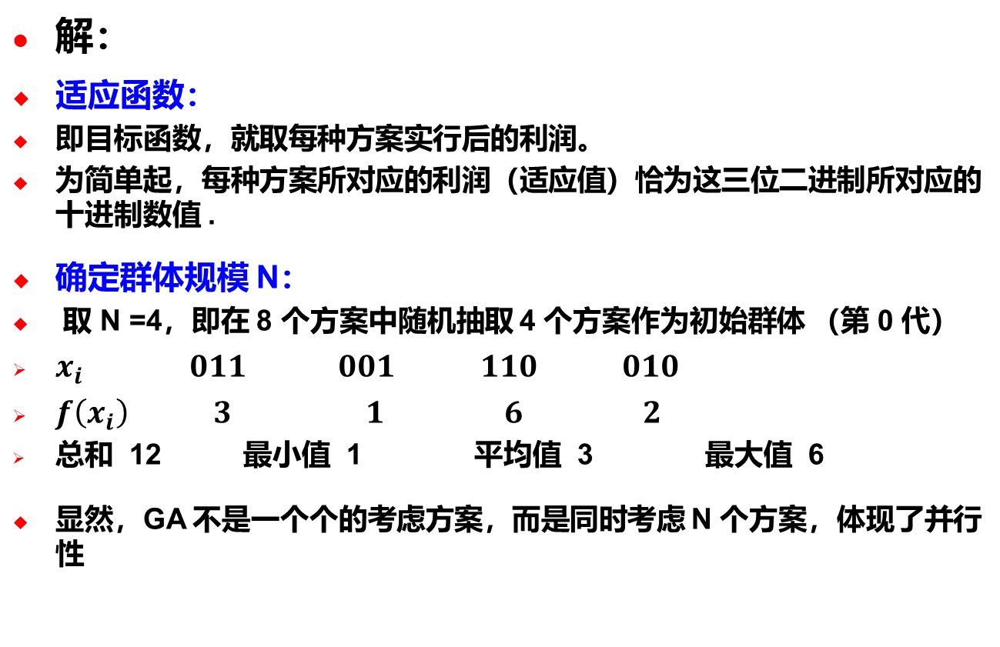 解：
适应函数：
即目标函数，就取每种方案实行后的利润。
为简单起，每种方案所对应的利润（适应值）恰为这三位二进制所对应的
十进制数值 .
确定群体规模 N：
取 N =4，即在 8 个方案中随机抽取 4 个方案作为初始群体 （第 0 代）
x_i 011 001 110 010
f(x_i) 3 1 6 2
总和 12 最小值 1 平均值 3 最大值 6
显然，GA 不是一个个的考虑方案，而是同时考虑 N 个方案，体现了并行
性